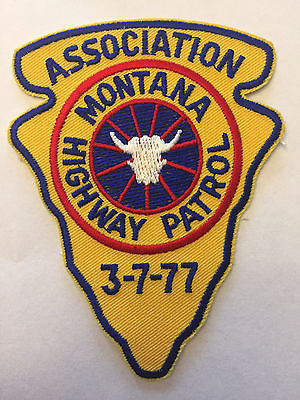 ASSOCIATION
MONTANA
HIGHWAY PATROL
3-7-77